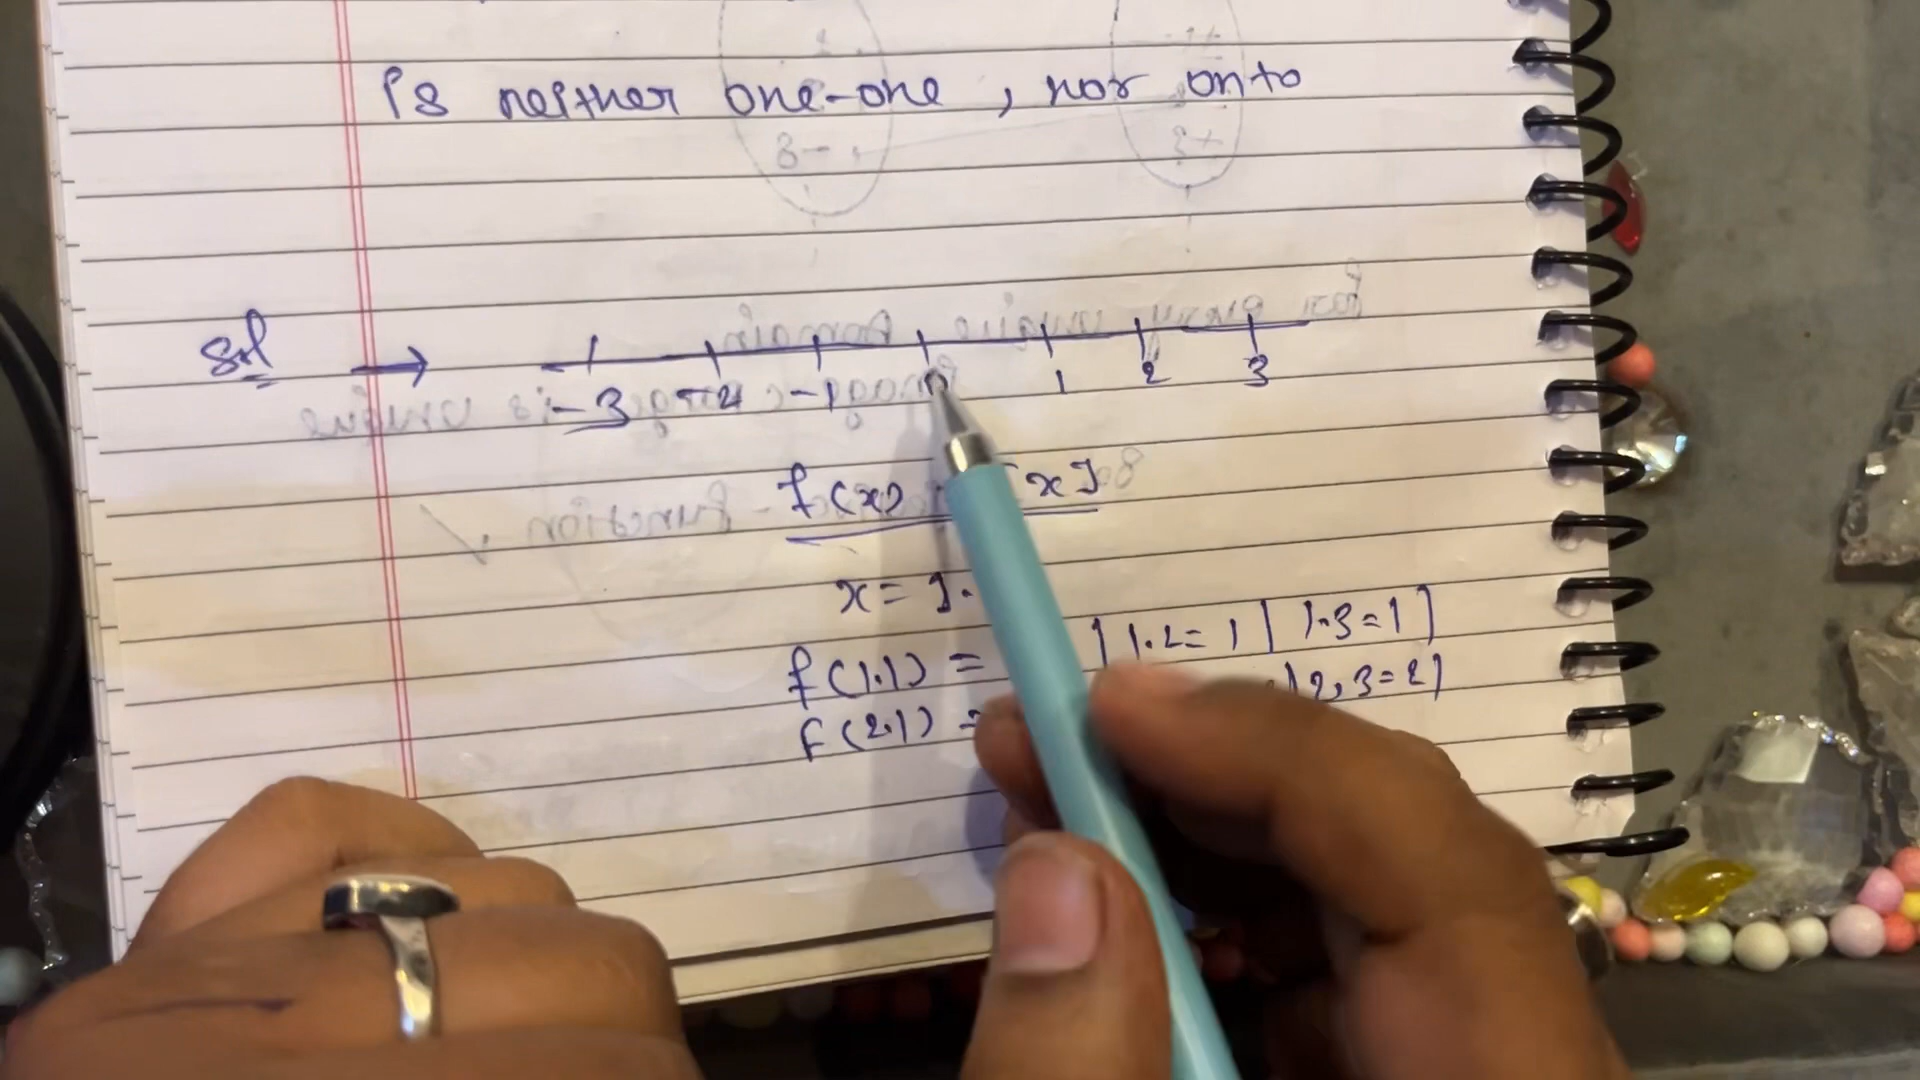 is neither one-one, nor onto
Sol → -3 -2 -1 0 1 2 3
f(x) [x]
x = 1.
f(1.1) = | 1.2 = 1 | 1.3 = 1 ]
f(2.1) = | 2,3 = 2 ]